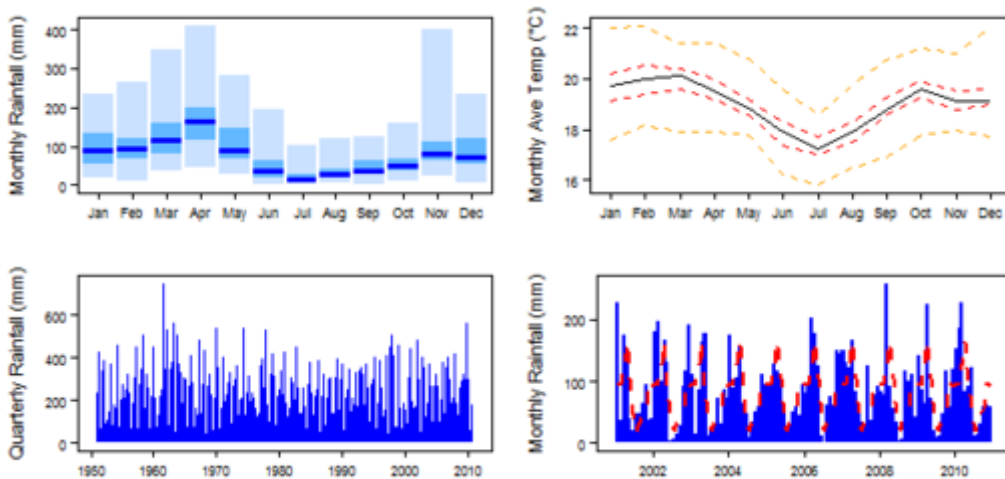 Monthly Rainfall (mm)
400
300
200
100
0
Jan Feb Mar Apr May Jun Jul Aug Sep Oct Nov Dec
Monthly Ave Temp (°C)
22
20
18
16
Jan Feb Mar Apr May Jun Jul Aug Sep Oct Nov Dec
Quarterly Rainfall (mm)
600
400
200
0
1950 1960 1970 1980 1990 2000 2010
Monthly Rainfall (mm)
200
100
0
2002 2004 2006 2008 2010